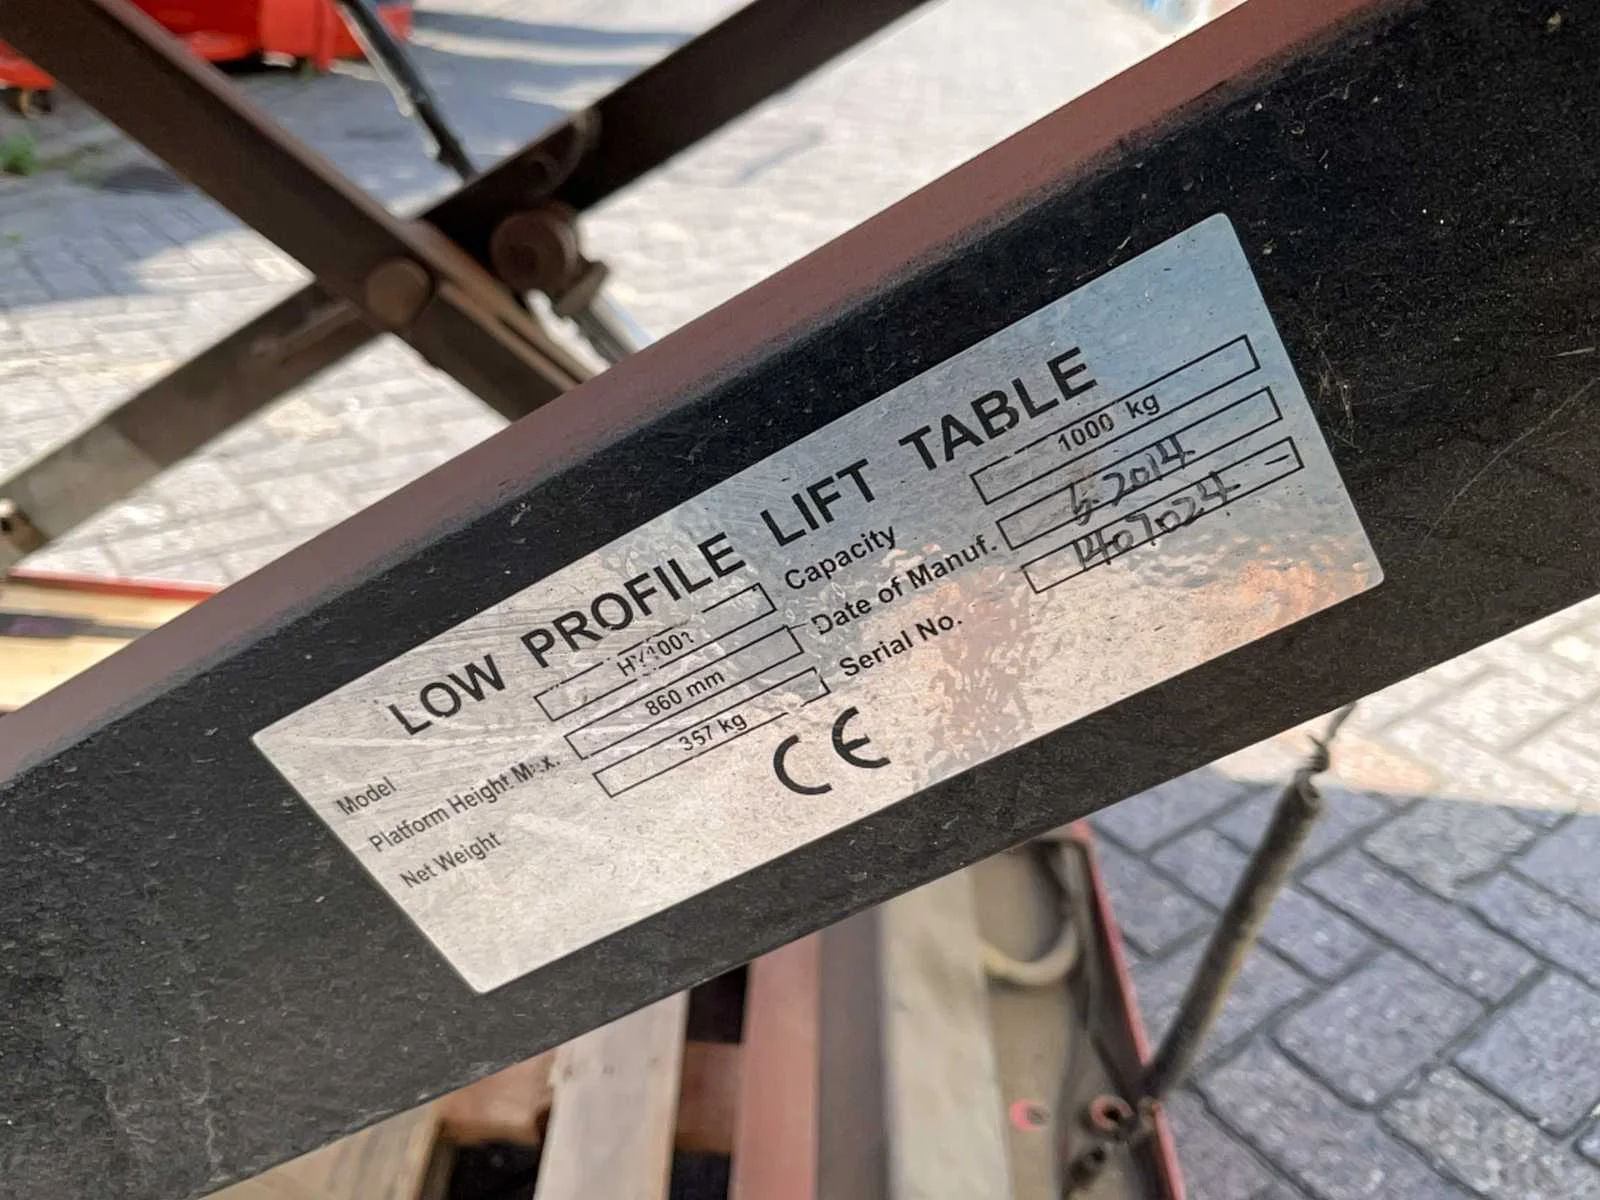 LOW PROFILE LIFT TABLE
Model HY1001 Capacity 1000 kg
Platform Height Max. 860 mm Date of Manuf. 5.2014
Net Weight 357 kg Serial No. 1407024
CE